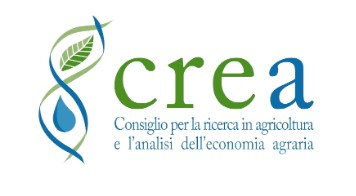 crea
Consiglio per la ricerca in agricoltura
e l'analisi dell'economia agraria